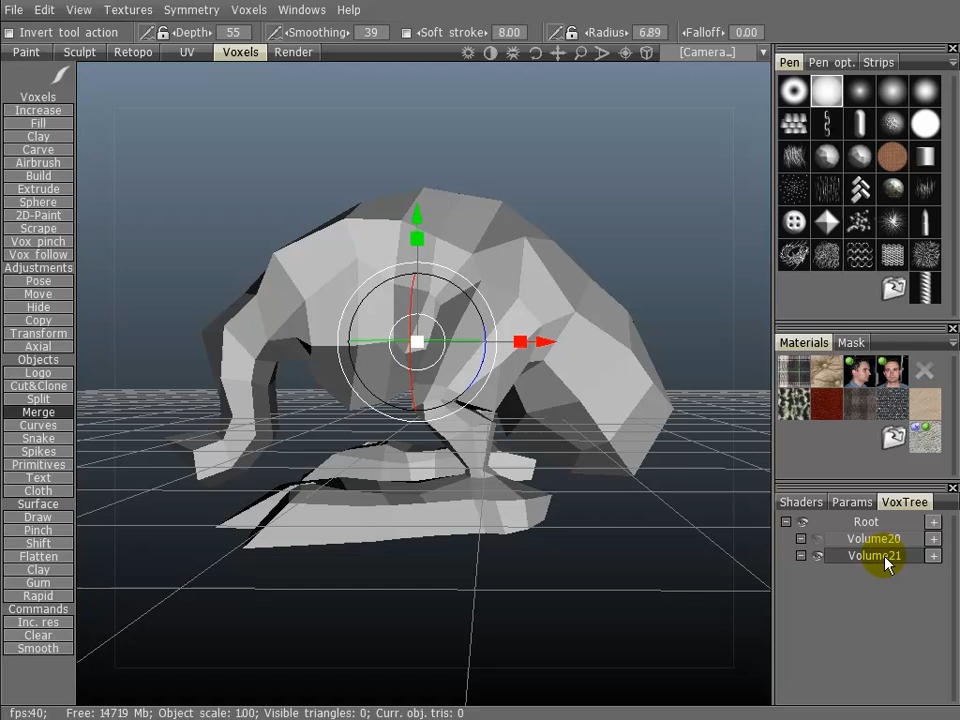 File Edit View Textures Symmetry Voxels Windows Help
Invert tool action Depth 55 Smoothing 39 Soft stroke 8.00 Radius 6.89 Falloff 0.00
Paint Sculpt Retopo UV Voxels Render [Camera..]
Voxels
Increase
Fill
Clay
Carve
Airbrush
Build
Extrude
Sphere
2D-Paint
Scrape
Vox pinch
Vox follow
Adjustments
Pose
Move
Hide
Copy
Transform
Axial
Objects
Logo
Cut&Clone
Split
Merge
Curves
Snake
Spikes
Primitives
Text
Cloth
Surface
Draw
Pinch
Shift
Flatten
Clay
Gum
Rapid
Commands
Inc. res
Clear
Smooth
Pen Pen opt. Strips
Materials Mask
Shaders Params VoxTree
Root +
Volume20 +
Volume21 +
fps:40; Free: 14719 Mb; Object scale: 1.00; Visible triangles: 0; Curr. obj. tris: 0